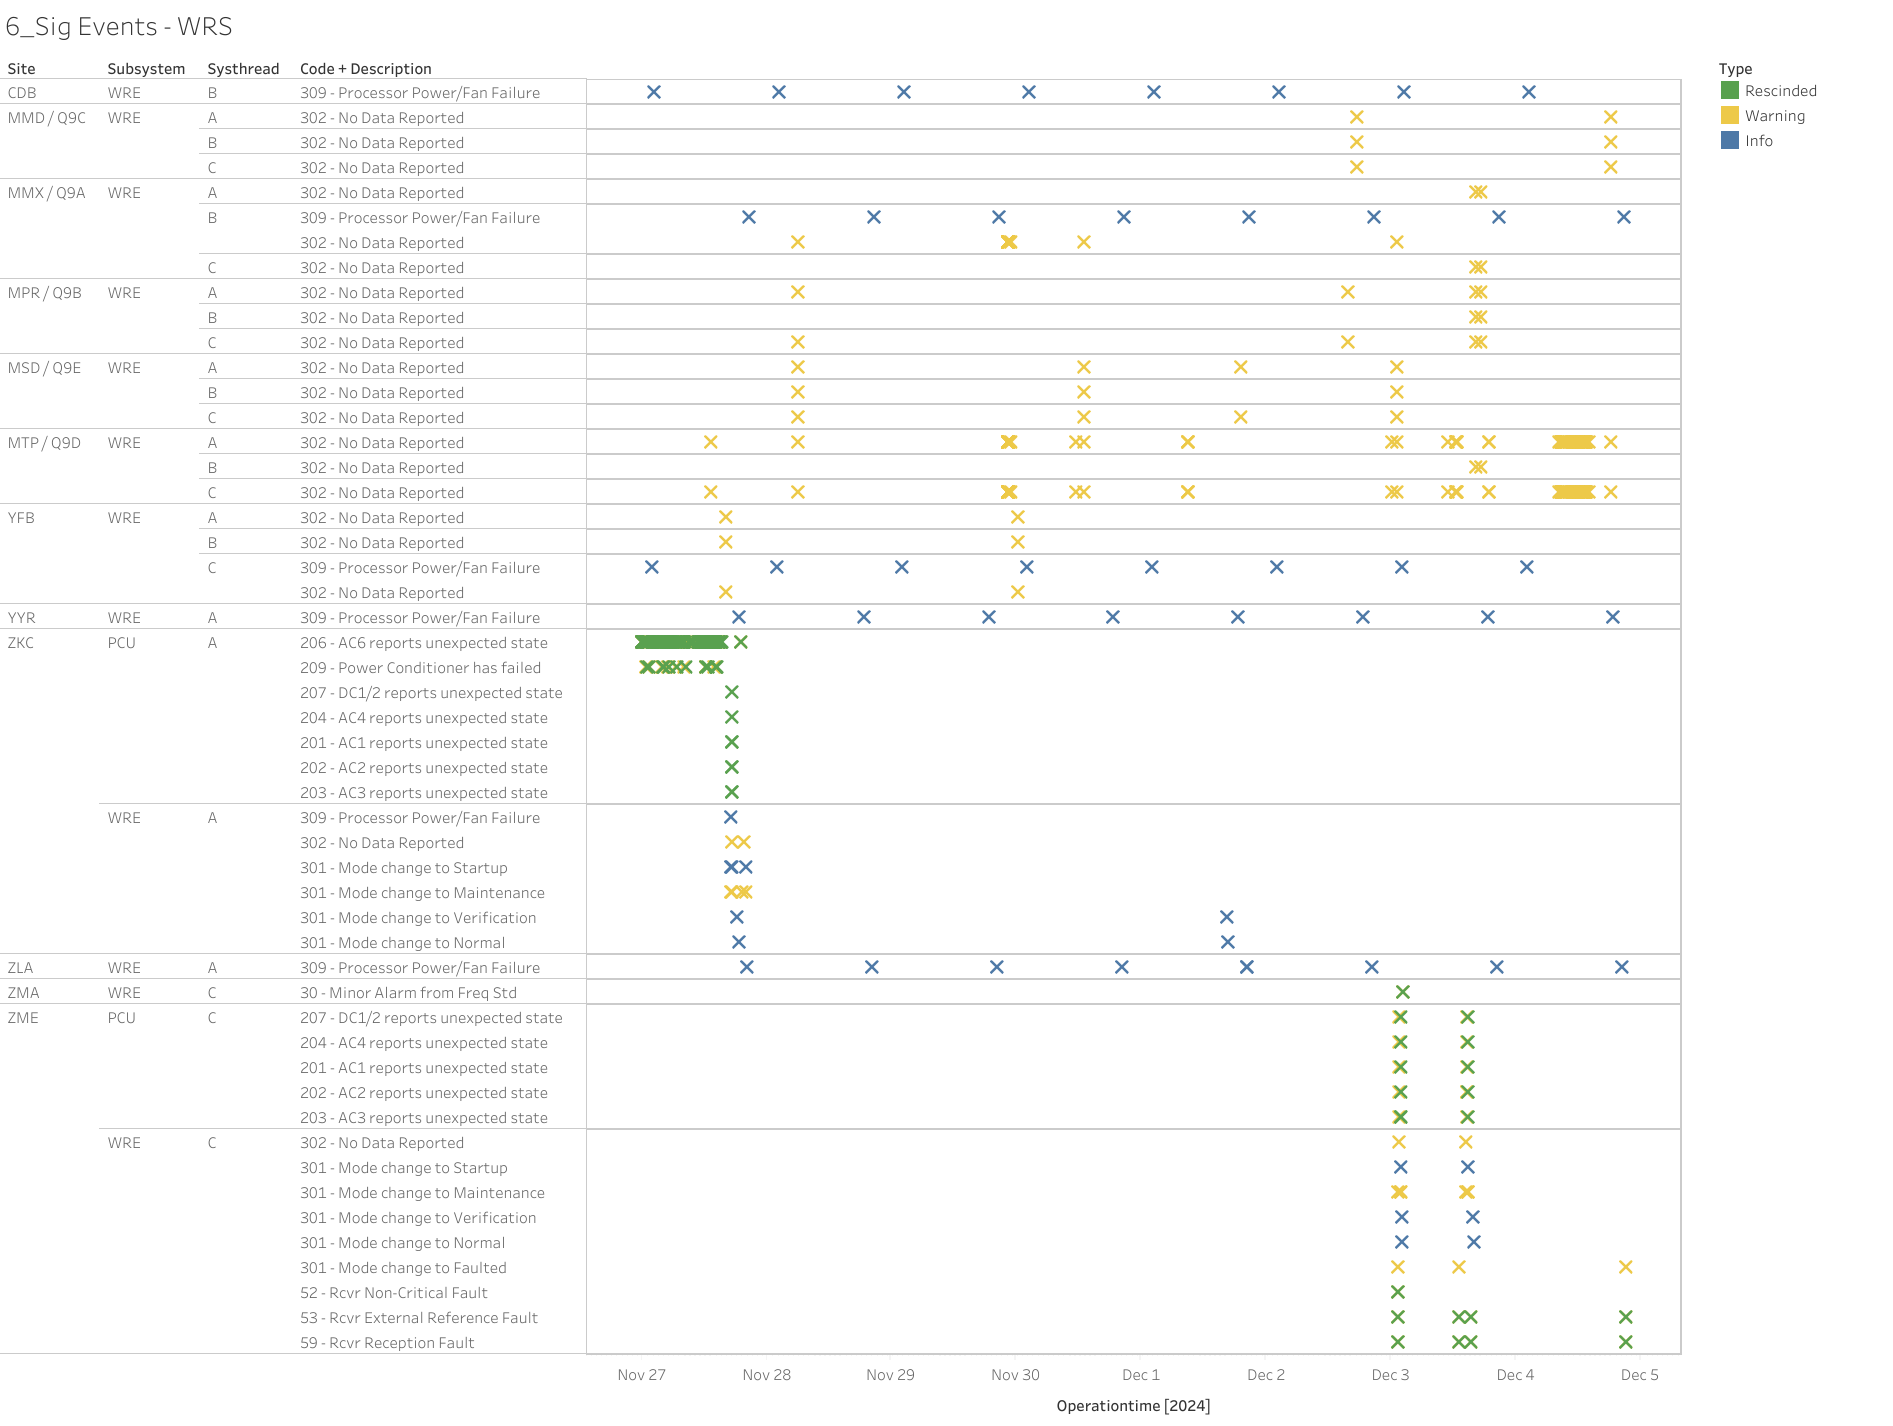 6_Sig Events - WRS
Site Subsystem Systhread Code + Description
Type
Rescinded
Warning
Info
CDB WRE B 309 - Processor Power/Fan Failure
MMD / Q9C WRE A 302 - No Data Reported
B 302 - No Data Reported
C 302 - No Data Reported
MMX / Q9A WRE A 302 - No Data Reported
B 309 - Processor Power/Fan Failure
302 - No Data Reported
C 302 - No Data Reported
MPR / Q9B WRE A 302 - No Data Reported
B 302 - No Data Reported
C 302 - No Data Reported
MSD / Q9E WRE A 302 - No Data Reported
B 302 - No Data Reported
C 302 - No Data Reported
MTP / Q9D WRE A 302 - No Data Reported
B 302 - No Data Reported
C 302 - No Data Reported
YFB WRE A 302 - No Data Reported
B 302 - No Data Reported
C 309 - Processor Power/Fan Failure
302 - No Data Reported
YYR WRE A 309 - Processor Power/Fan Failure
ZKC PCU A 206 - AC6 reports unexpected state
209 - Power Conditioner has failed
207 - DC1/2 reports unexpected state
204 - AC4 reports unexpected state
201 - AC1 reports unexpected state
202 - AC2 reports unexpected state
203 - AC3 reports unexpected state
WRE A 309 - Processor Power/Fan Failure
302 - No Data Reported
301 - Mode change to Startup
301 - Mode change to Maintenance
301 - Mode change to Verification
301 - Mode change to Normal
ZLA WRE A 309 - Processor Power/Fan Failure
ZMA WRE C 30 - Minor Alarm from Freq Std
ZME PCU C 207 - DC1/2 reports unexpected state
204 - AC4 reports unexpected state
201 - AC1 reports unexpected state
202 - AC2 reports unexpected state
203 - AC3 reports unexpected state
WRE C 302 - No Data Reported
301 - Mode change to Startup
301 - Mode change to Maintenance
301 - Mode change to Verification
301 - Mode change to Normal
301 - Mode change to Faulted
52 - Rcvr Non-Critical Fault
53 - Rcvr External Reference Fault
59 - Rcvr Reception Fault
Nov 27 Nov 28 Nov 29 Nov 30 Dec 1 Dec 2 Dec 3 Dec 4 Dec 5
Operationtime [2024]